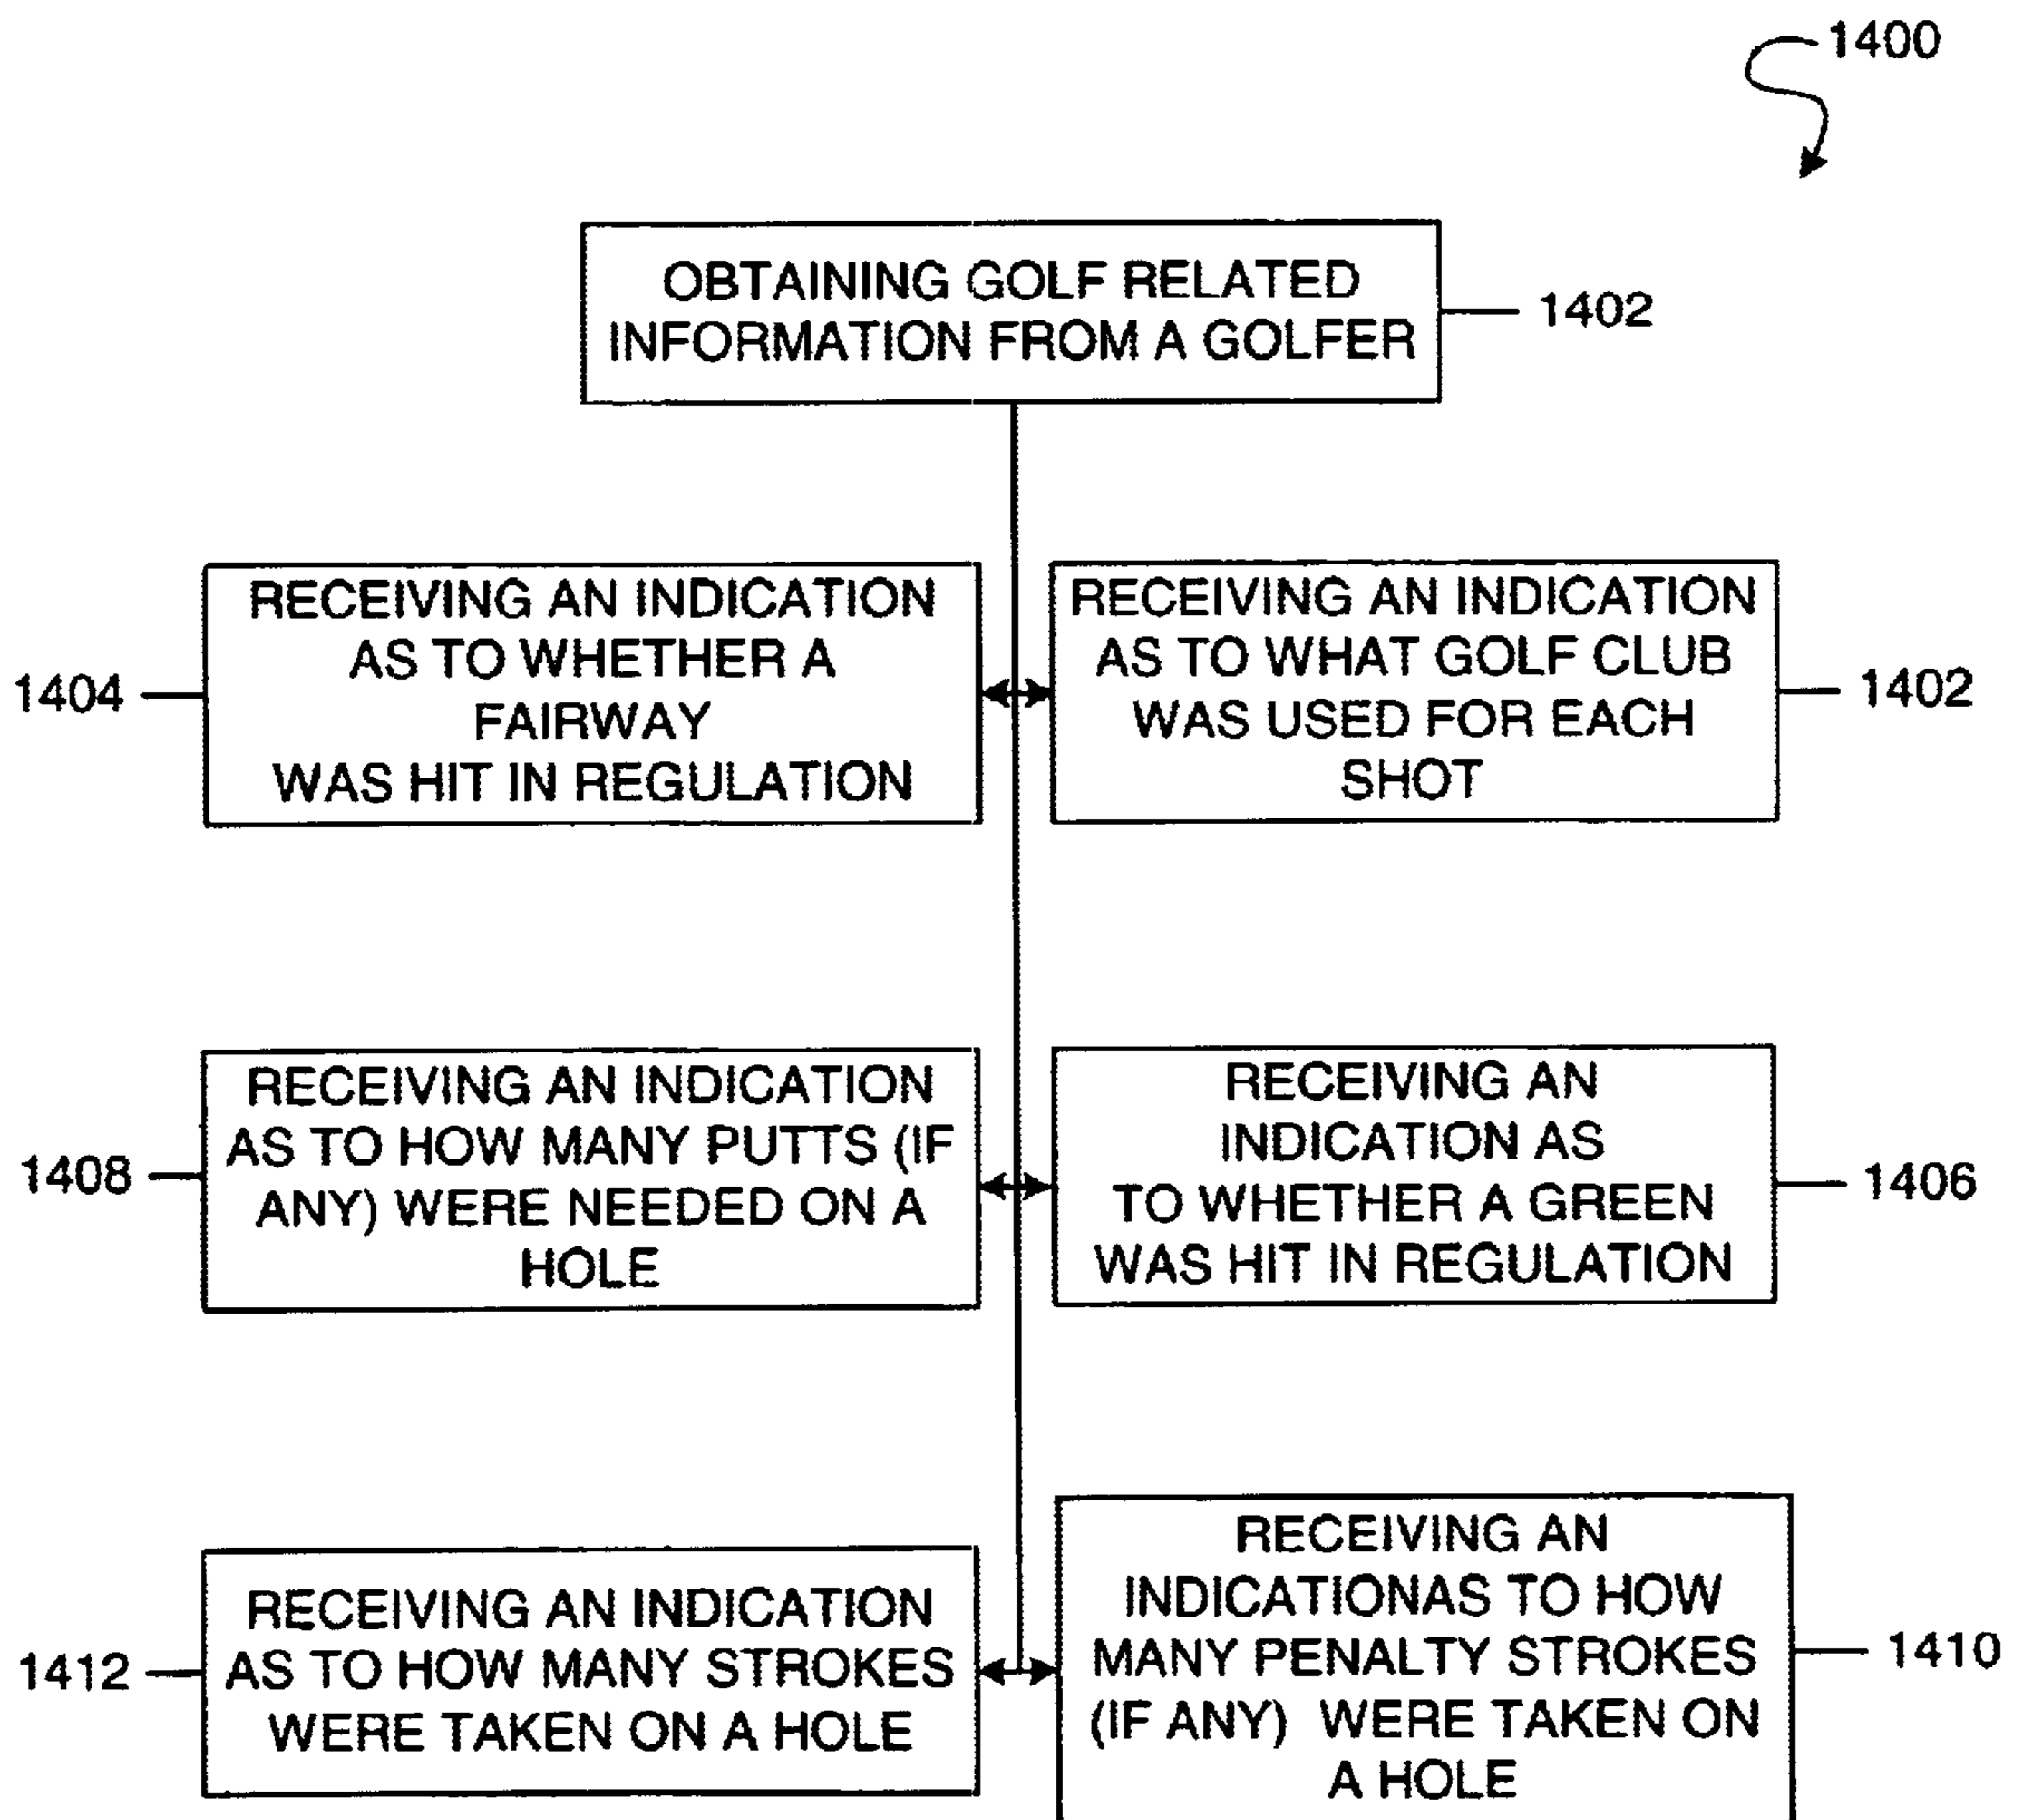 1400
OBTAINING GOLF RELATED
INFORMATION FROM A GOLFER
1402
RECEIVING AN INDICATION
AS TO WHETHER A
FAIRWAY
WAS HIT IN REGULATION
1404
RECEIVING AN INDICATION
AS TO WHAT GOLF CLUB
WAS USED FOR EACH
SHOT
1402
RECEIVING AN INDICATION
AS TO HOW MANY PUTTS (IF
ANY) WERE NEEDED ON A
HOLE
1408
RECEIVING AN
INDICATION AS
TO WHETHER A GREEN
WAS HIT IN REGULATION
1406
RECEIVING AN INDICATION
AS TO HOW MANY STROKES
WERE TAKEN ON A HOLE
1412
RECEIVING AN
INDICATIONAS TO HOW
MANY PENALTY STROKES
(IF ANY) WERE TAKEN ON
A HOLE
1410